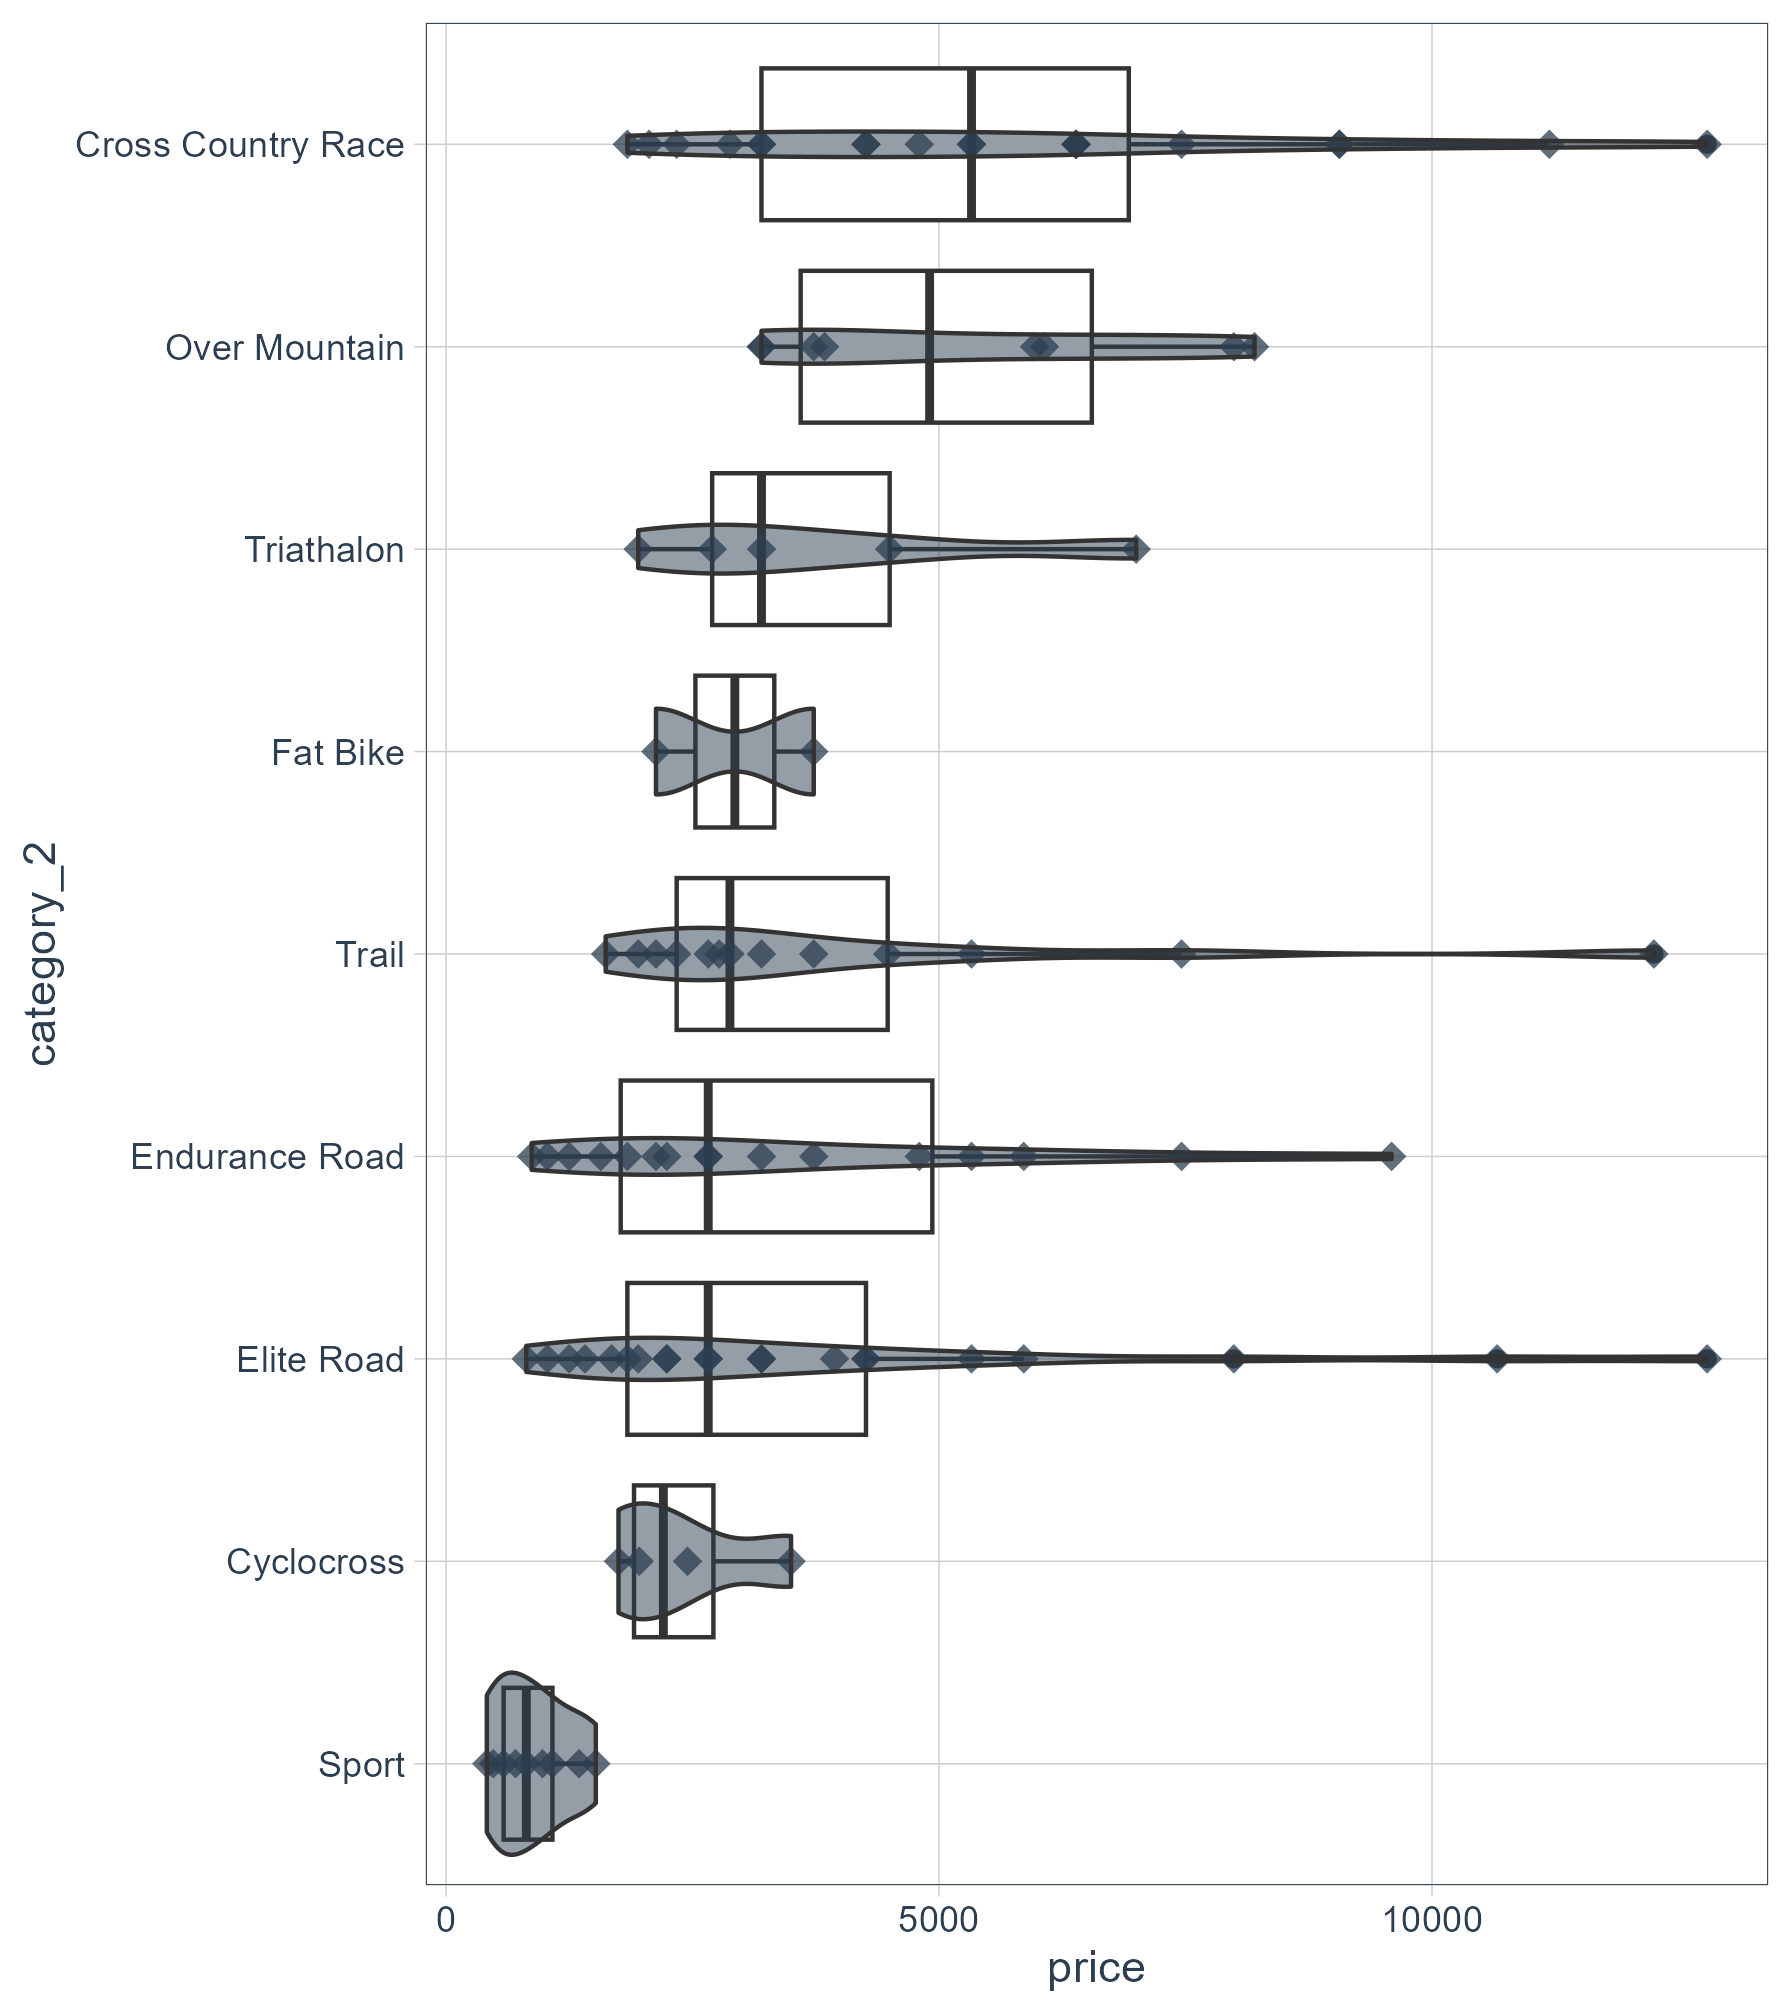 Cross Country Race
Over Mountain
Triathalon
Fat Bike
Trail
Endurance Road
Elite Road
Cyclocross
Sport
category_2
0 5000 10000
price